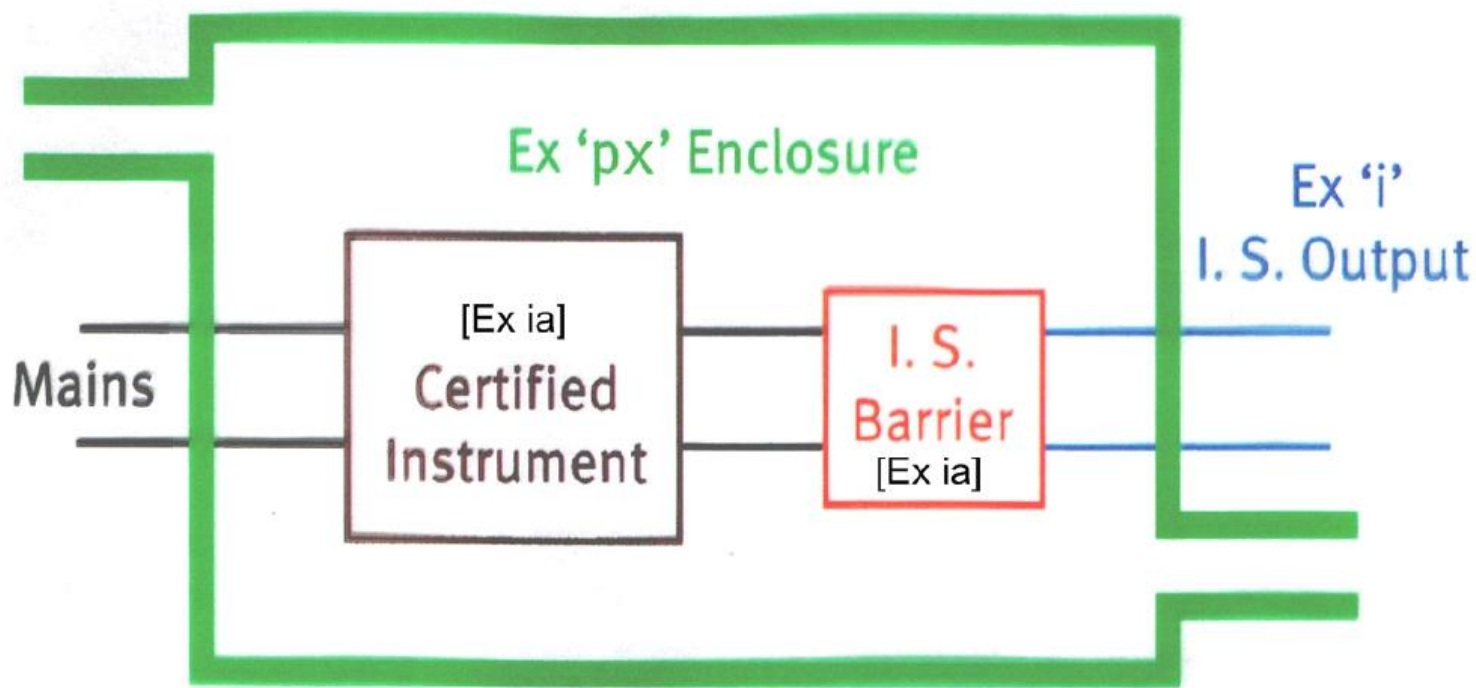 Ex ‘px’ Enclosure
Ex ‘i’
I. S. Output
Mains
[Ex ia]
Certified
Instrument
I. S.
Barrier
[Ex ia]